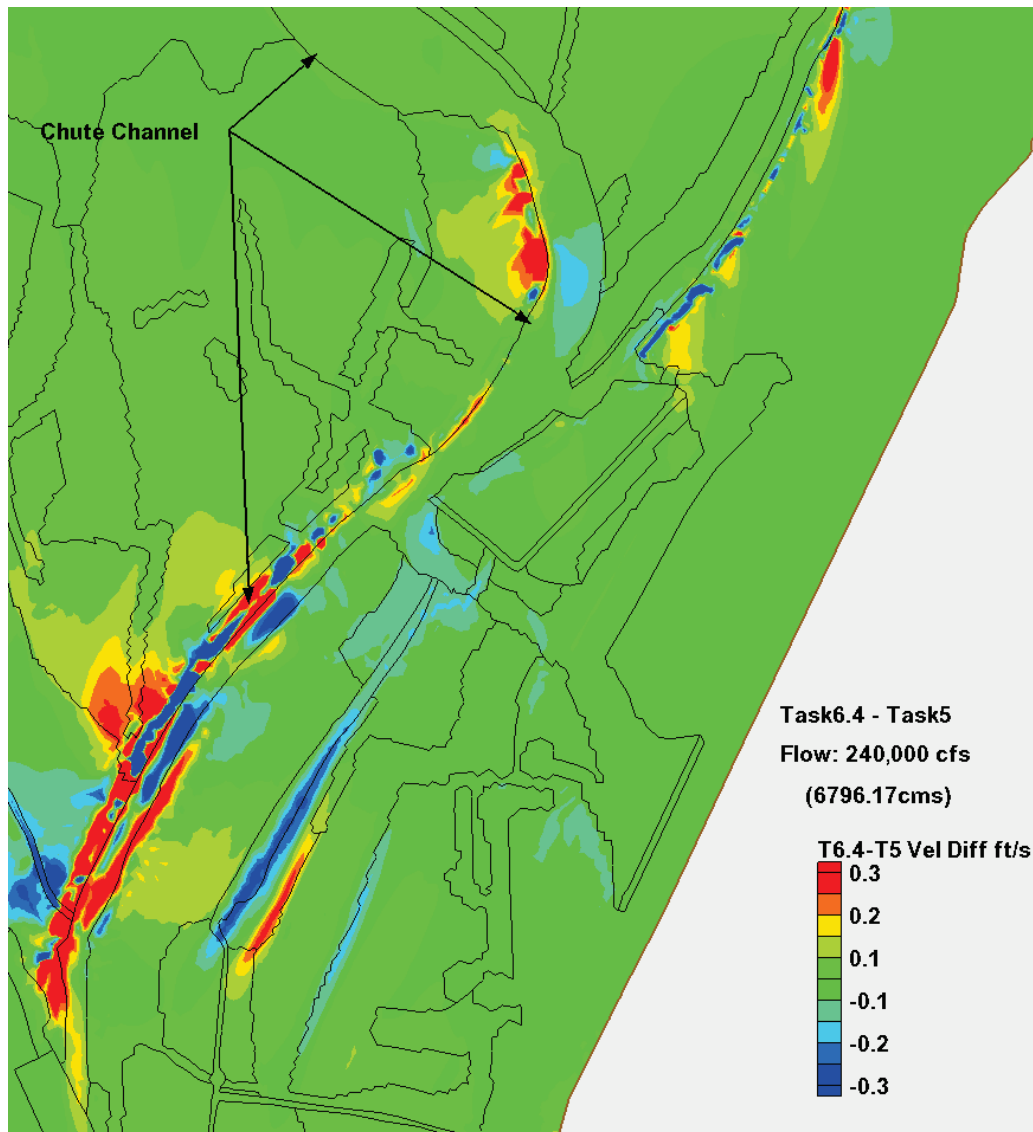 Chute Channel
Task6.4 - Task5
Flow: 240,000 cfs
(6796.17cms)
T6.4-T5 Vel Diff ft/s
0.3
0.2
0.1
-0.1
-0.2
-0.3